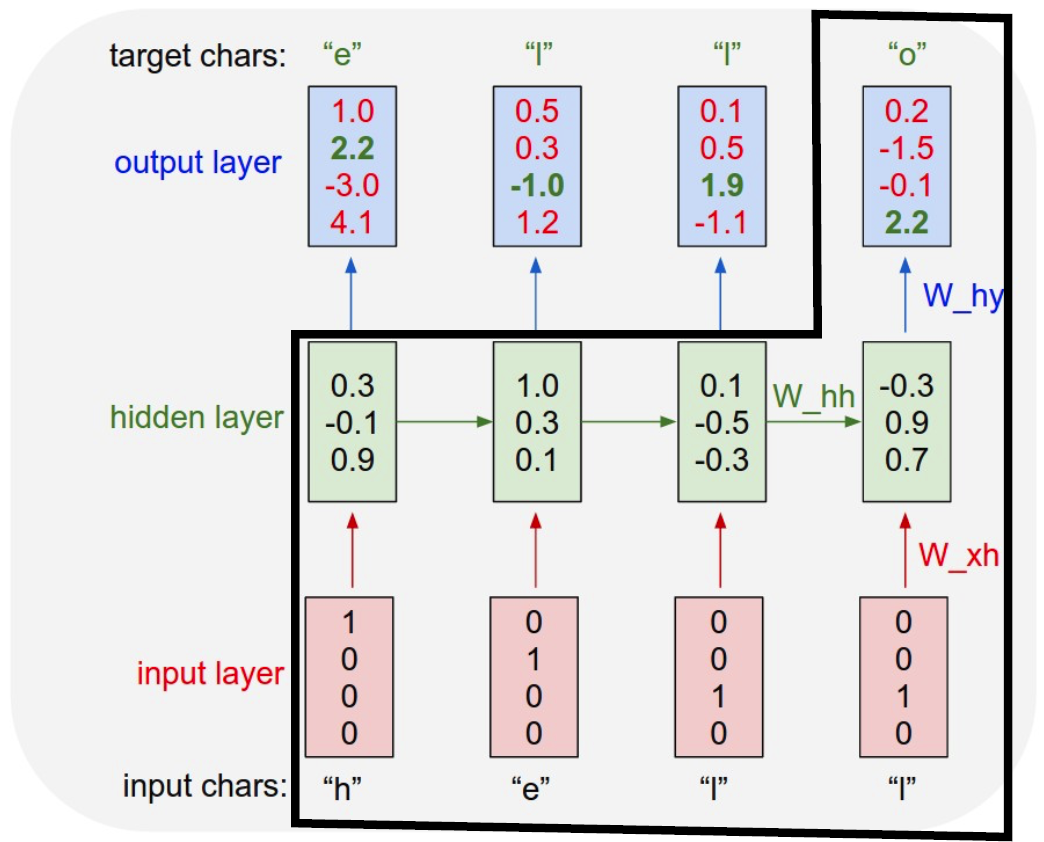 target chars: “e” “l” “l” “o”
1.0 0.5 0.1 0.2
2.2 0.3 0.5 -1.5
output layer
-3.0 -1.0 1.9 -0.1
4.1 1.2 -1.1 2.2
W_hy
0.3 1.0 0.1 W_hh -0.3
hidden layer -0.1 0.3 -0.5 0.9
0.9 0.1 -0.3 0.7
W_xh
1 0 0 0
0 1 0 0
input layer
0 0 1 1
0 0 0 0
input chars: “h” “e” “l” “l”